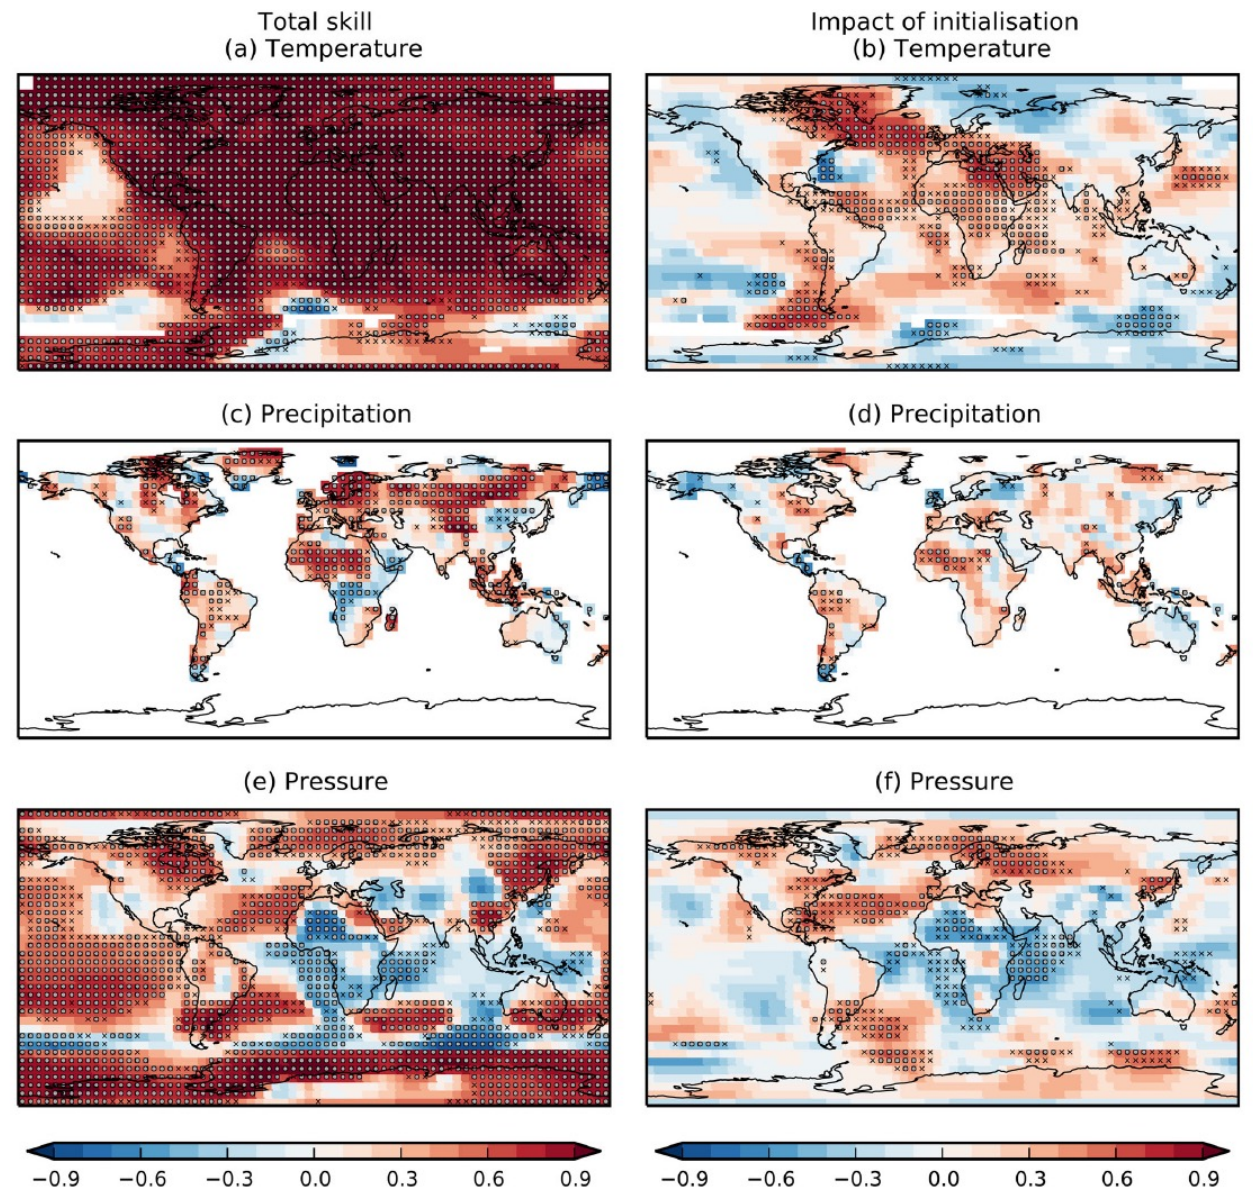 Total skill
(a) Temperature
Impact of initialisation
(b) Temperature
(c) Precipitation
(d) Precipitation
(e) Pressure
(f) Pressure
−0.9 −0.6 −0.3 0.0 0.3 0.6 0.9
−0.9 −0.6 −0.3 0.0 0.3 0.6 0.9